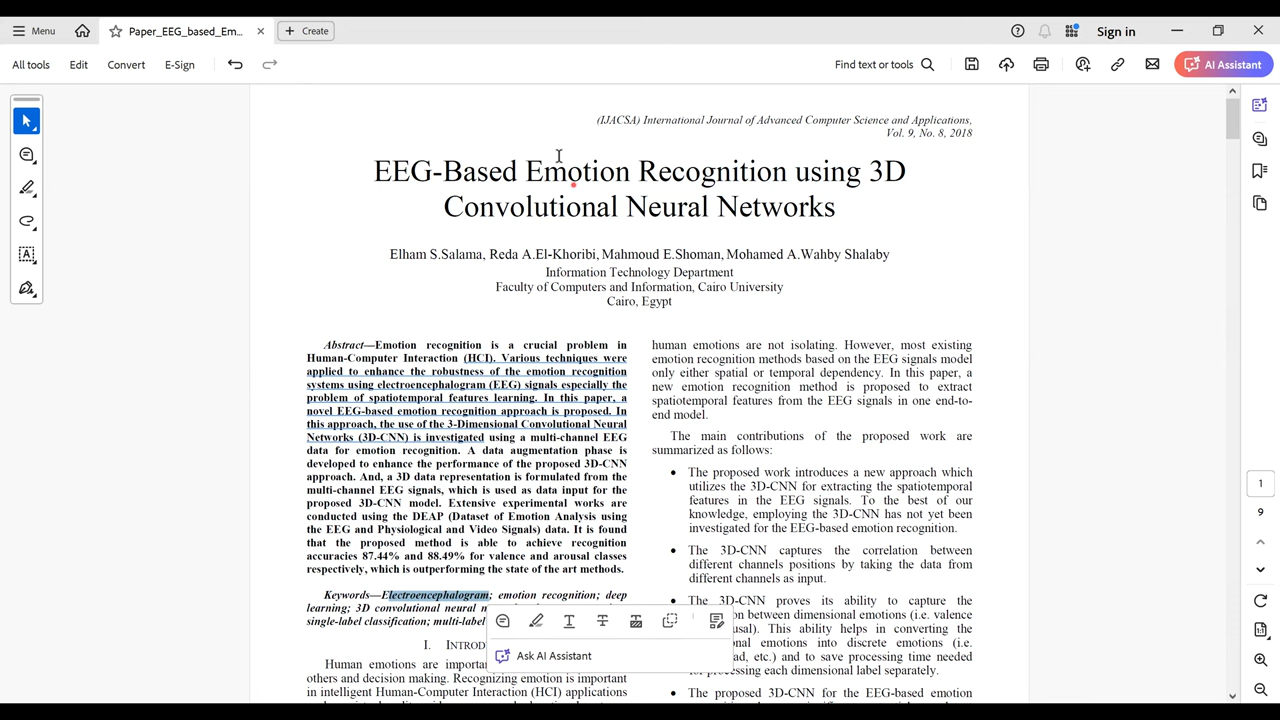 Menu
Paper_EEG_based_Em...
Create
Sign in
All tools
Edit
Convert
E-Sign
Find text or tools
AI Assistant
(IJACSA) International Journal of Advanced Computer Science and Applications,
Vol. 9, No. 8, 2018
EEG-Based Emotion Recognition using 3D
Convolutional Neural Networks
Elham S.Salama, Reda A.El-Khoribi, Mahmoud E.Shoman, Mohamed A.Wahby Shalaby
Information Technology Department
Faculty of Computers and Information, Cairo University
Cairo, Egypt
Abstract—Emotion recognition is a crucial problem in
Human-Computer Interaction (HCI). Various techniques were
applied to enhance the robustness of the emotion recognition
systems using electroencephalogram (EEG) signals especially the
problem of spatiotemporal features learning. In this paper, a
novel EEG-based emotion recognition approach is proposed. In
this approach, the use of the 3-Dimensional Convolutional Neural
Networks (3D-CNN) is investigated using a multi-channel EEG
data for emotion recognition. A data augmentation phase is
developed to enhance the performance of the proposed 3D-CNN
approach. And, a 3D data representation is formulated from the
multi-channel EEG signals, which is used as data input for the
proposed 3D-CNN model. Extensive experimental works are
conducted using the DEAP (Dataset of Emotion Analysis using
the EEG and Physiological and Video Signals) data. It is found
that the proposed method is able to achieve recognition
accuracies 87.44% and 88.49% for valence and arousal classes
respectively, which is outperforming the state of the art methods.
Keywords—Electroencephalogram; emotion recognition; deep
learning; 3D convolutional neural
single-label classification; multi-label
I. INTROD
Human emotions are
others and decision making. Recognizing emotion is important
in intelligent Human-Computer Interaction (HCI) applications
human emotions are not isolating. However, most existing
emotion recognition methods based on the EEG signals model
only either spatial or temporal dependency. In this paper, a
new emotion recognition method is proposed to extract
spatiotemporal features from the EEG signals in one end-to-
end model.
The main contributions of the proposed work are
summarized as follows:
• The proposed work introduces a new approach which
utilizes the 3D-CNN for extracting the spatiotemporal
features in the EEG signals. To the best of our
knowledge, employing the 3D-CNN has not yet been
investigated for the EEG-based emotion recognition.
• The 3D-CNN captures the correlation between
different channels positions by taking the data from
different channels as input.
• The 3D-CNN proves its ability to capture the
on between dimensional emotions (i.e. valence
usal). This ability helps in converting the
onal emotions into discrete emotions (i.e.
ad, etc.) and to save processing time needed
for processing each dimensional label separately.
• The proposed 3D-CNN for the EEG-based emotion
Ask AI Assistant
1
9